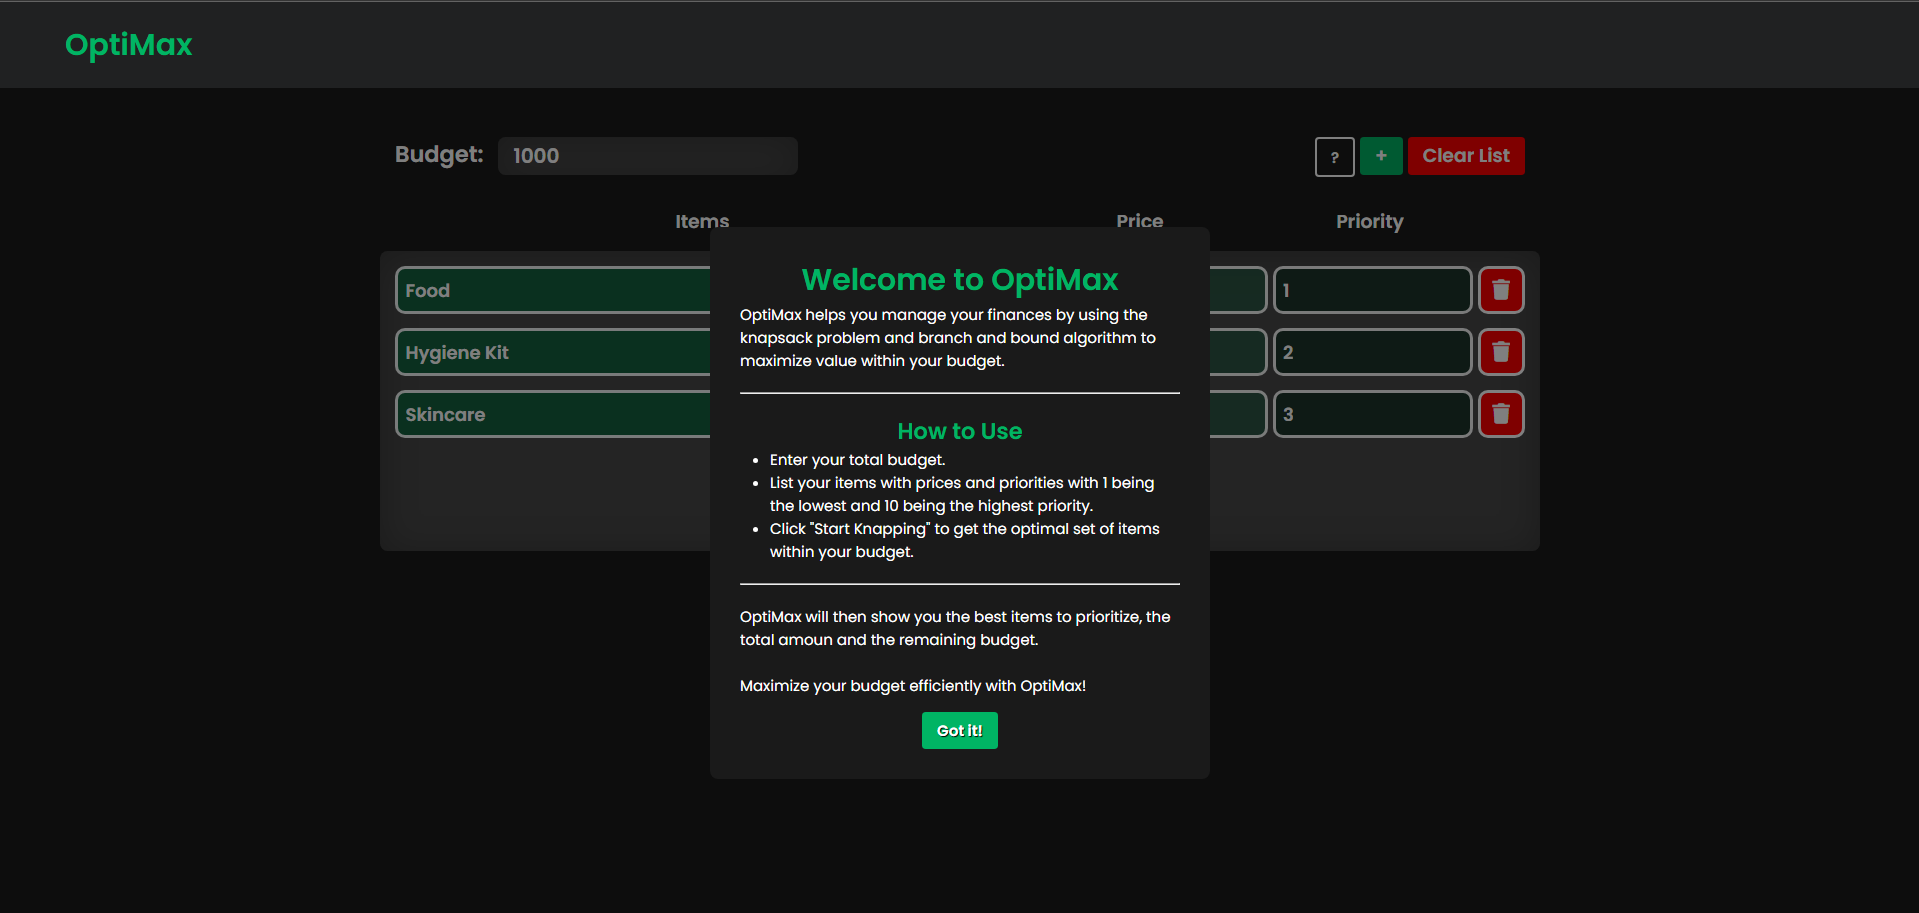 OptiMax
Budget: 1000
? + Clear List
Items Price Priority
Food 1
Hygiene Kit 2
Skincare 3
Welcome to OptiMax
OptiMax helps you manage your finances by using the
knapsack problem and branch and bound algorithm to
maximize value within your budget.
How to Use
• Enter your total budget.
• List your items with prices and priorities with 1 being
the lowest and 10 being the highest priority.
• Click "Start Knapping" to get the optimal set of items
within your budget.
OptiMax will then show you the best items to prioritize, the
total amoun and the remaining budget.
Maximize your budget efficiently with OptiMax!
Got it!